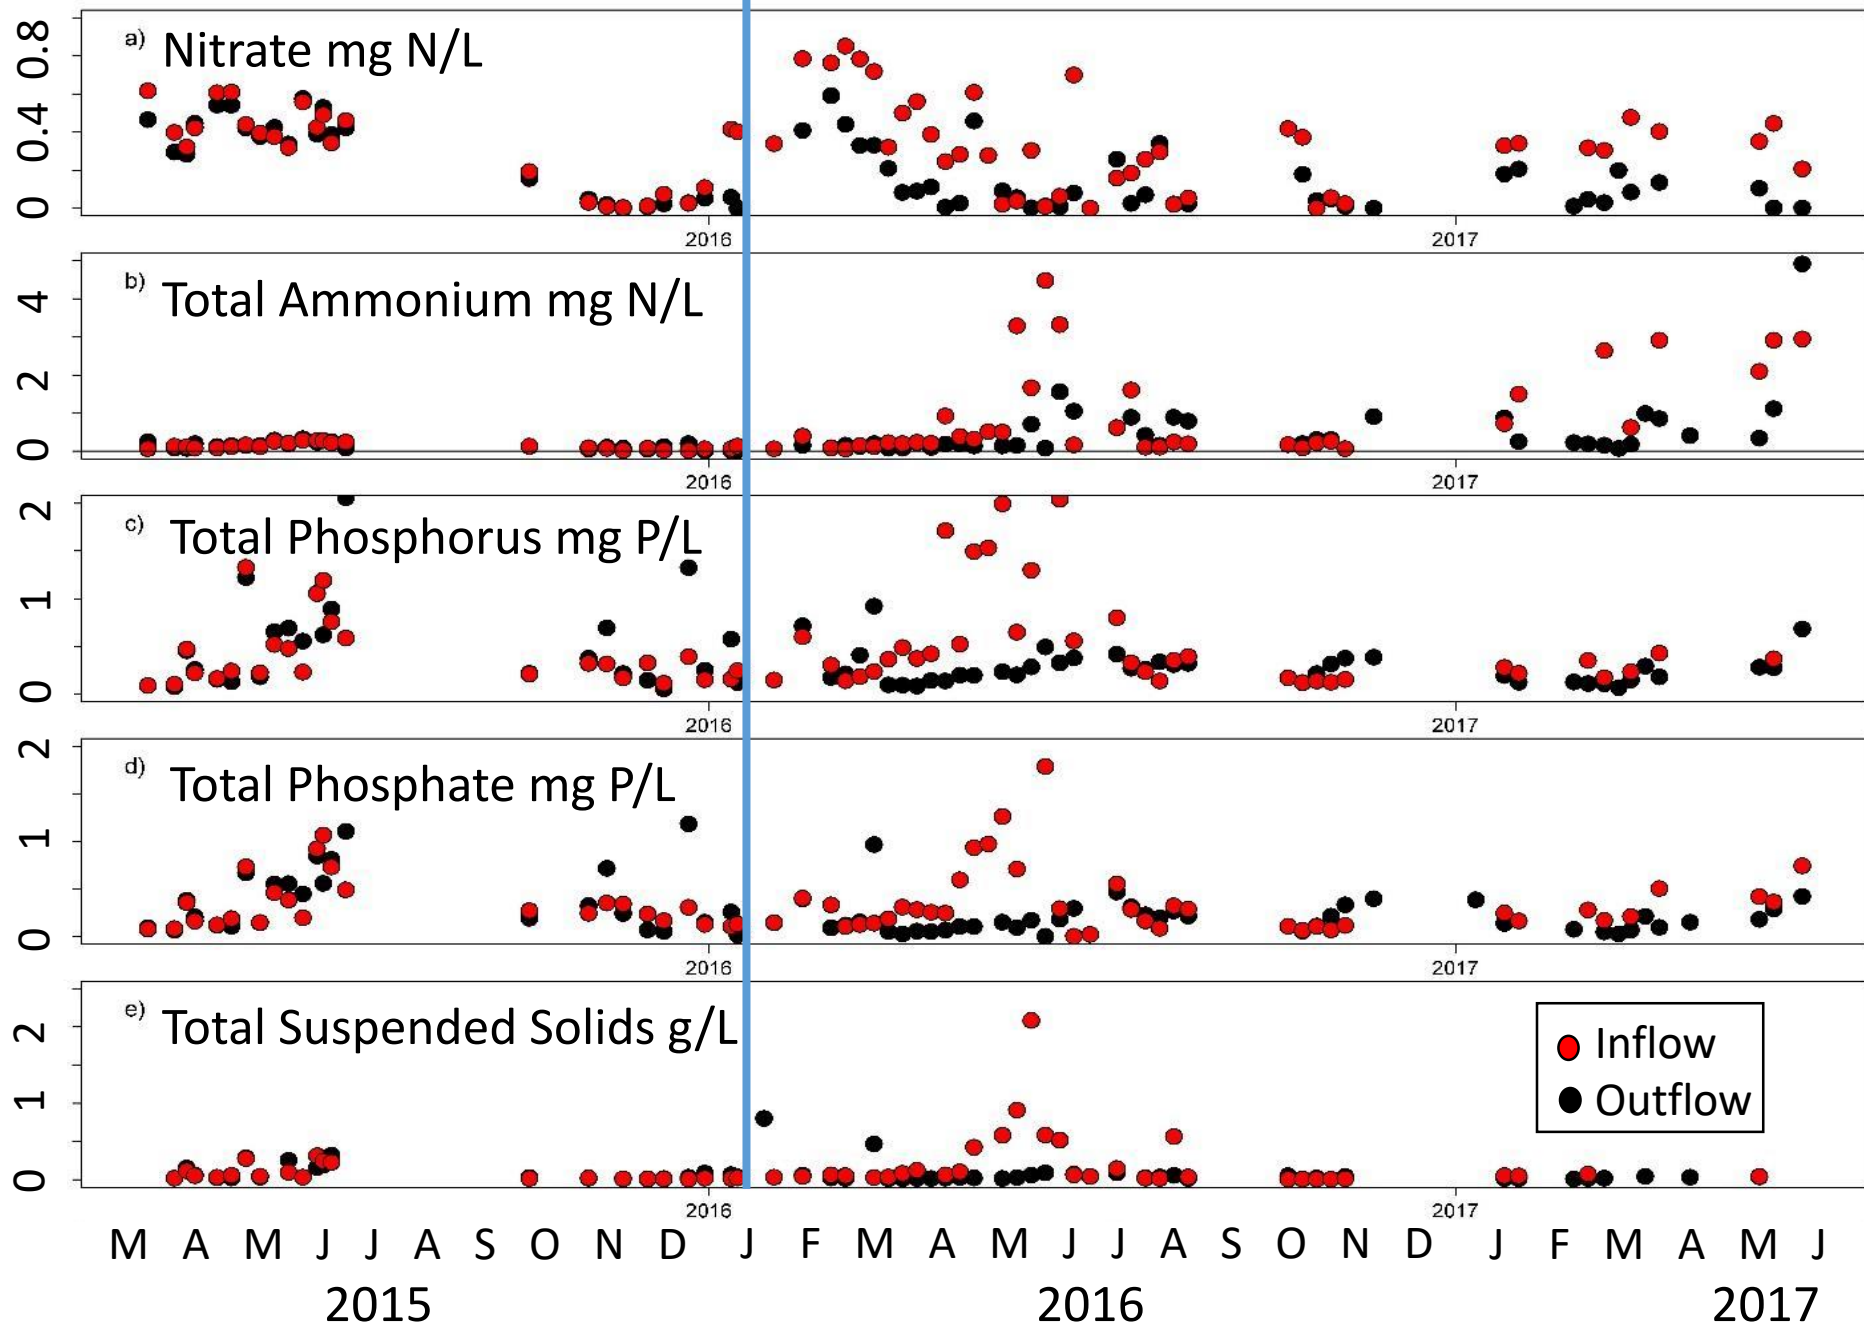 a) Nitrate mg N/L
0.8
0.4
0
2016 2017
b) Total Ammonium mg N/L
4
2
0
2016 2017
c) Total Phosphorus mg P/L
2
1
0
2016 2017
d) Total Phosphate mg P/L
2
1
0
2016 2017
e) Total Suspended Solids g/L
2
1
0
Inflow
Outflow
2016 2017
M A M J J A S O N D J F M A M J J A S O N D J F M A M J
2015 2016 2017